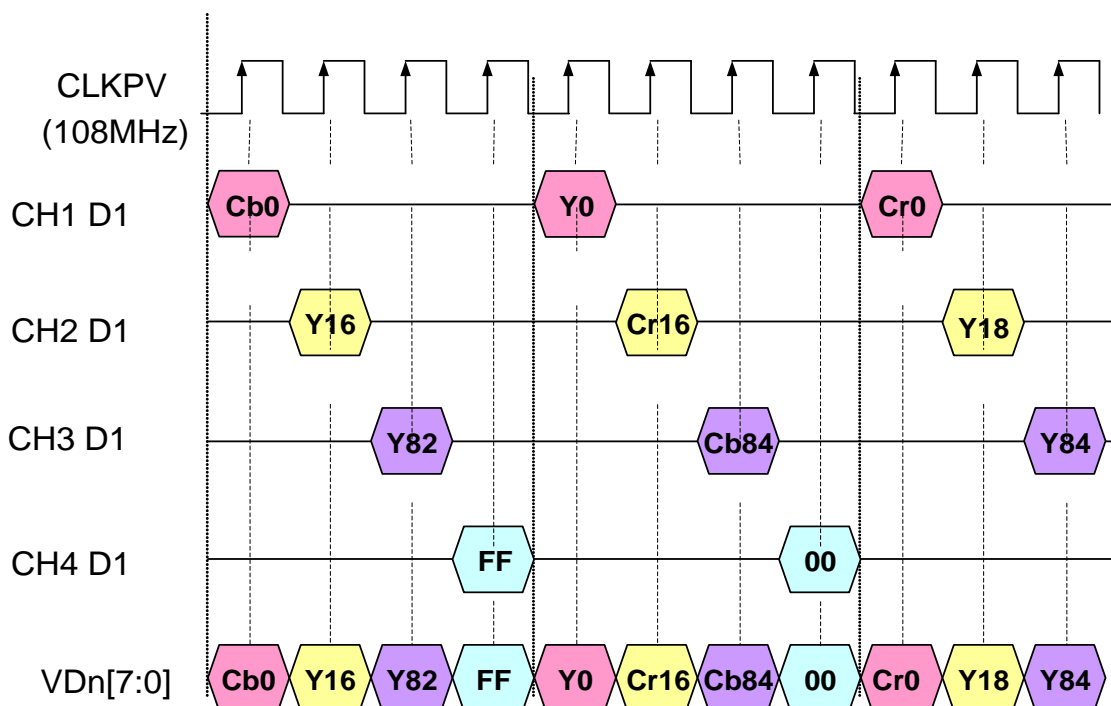 CLKPV
(108MHz)
CH1 D1
Cb0
Y0
Cr0
CH2 D1
Y16
Cr16
Y18
CH3 D1
Y82
Cb84
Y84
CH4 D1
FF
00
VDn[7:0]
Cb0
Y16
Y82
FF
Y0
Cr16
Cb84
00
Cr0
Y18
Y84